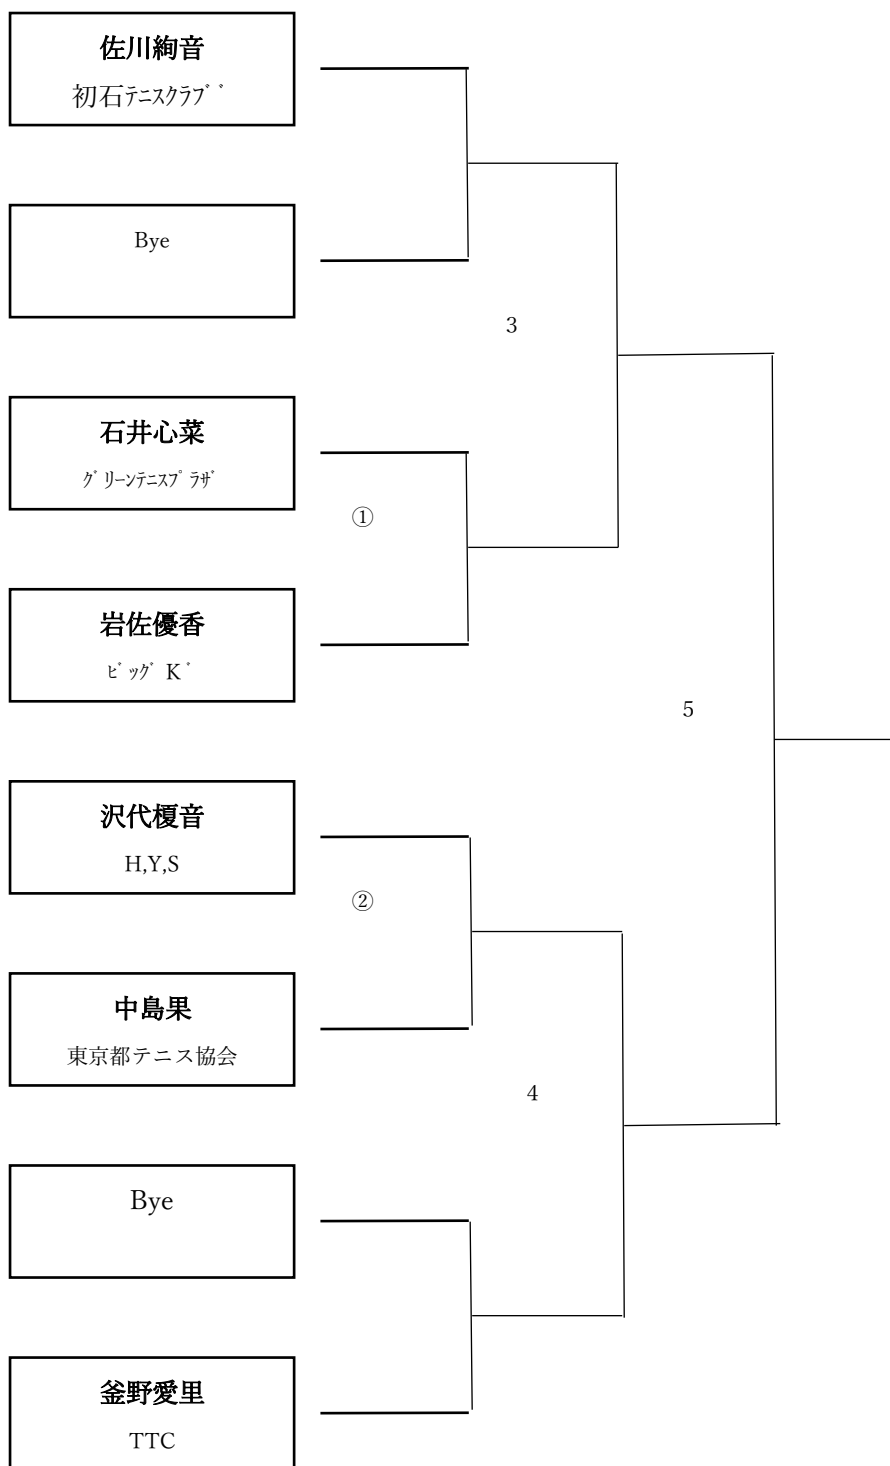 佐川絢音
初石ﾃﾆｽｸﾗﾌﾞﾞ
Bye
3
石井心菜
ｸﾞﾘｰﾝﾃﾆｽﾌﾟﾗｻﾞ
①
岩佐優香
ﾋﾞｯｸﾞKﾞ
5
沢代榎音
H,Y,S
②
中島果
東京都テニス協会
4
Bye
釜野愛里
TTC